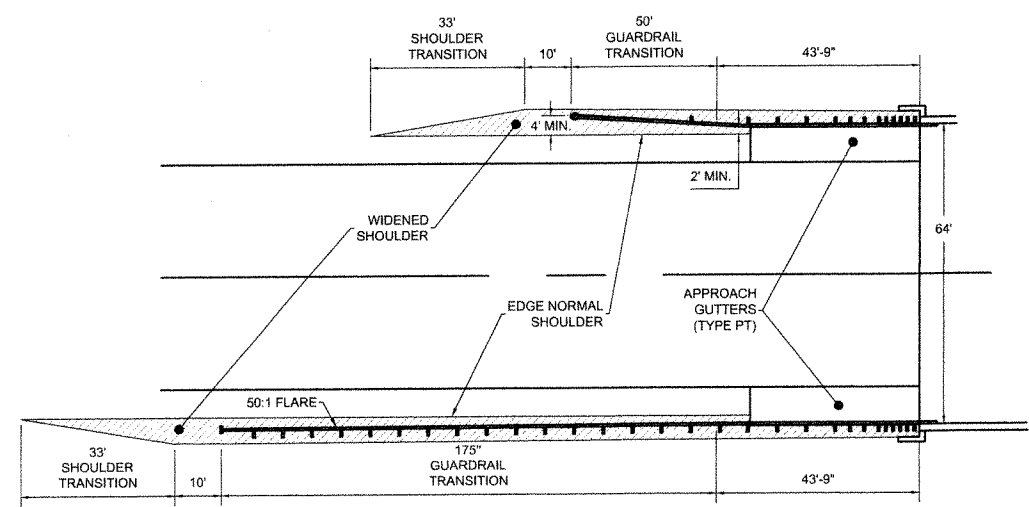 33'
SHOULDER
TRANSITION
10'
50'
GUARDRAIL
TRANSITION
43'-9"
4' MIN.
2' MIN.
WIDENED
SHOULDER
64'
EDGE NORMAL
SHOULDER
APPROACH
GUTTERS
(TYPE PT)
50:1 FLARE
33'
SHOULDER
TRANSITION
10'
175"
GUARDRAIL
TRANSITION
43'-9"